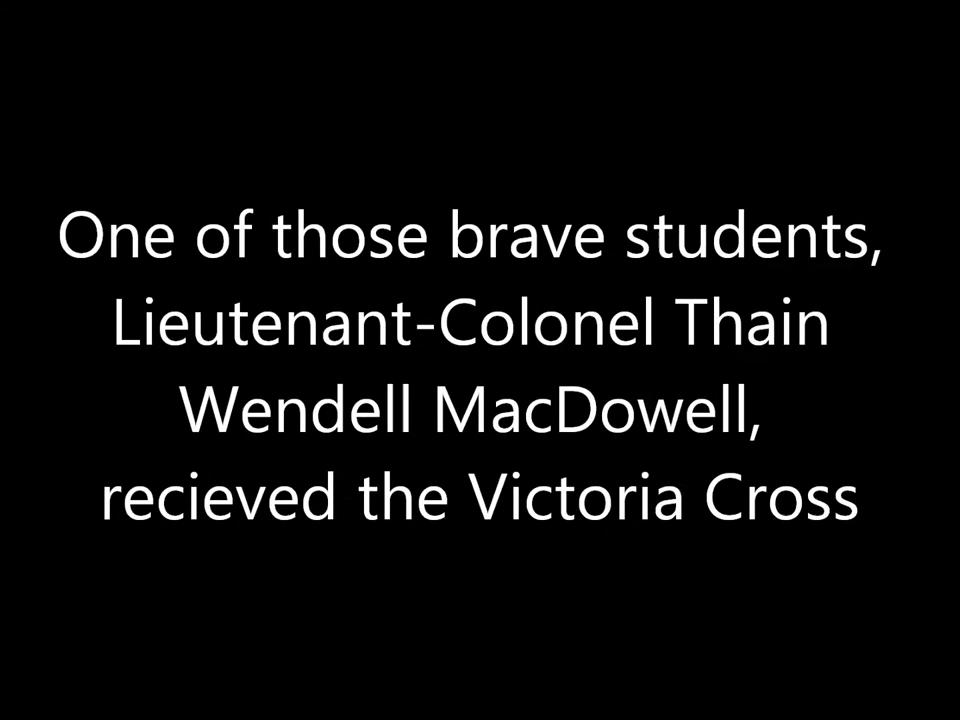 One of those brave students,
Lieutenant-Colonel Thain
Wendell MacDowell,
recieved the Victoria Cross